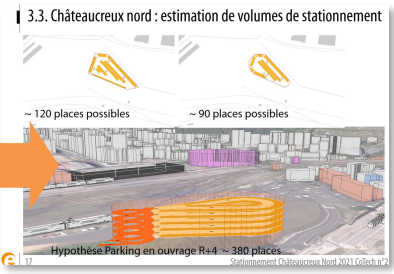 3.3. Châteaucreux nord : estimation de volumes de stationnement
~ 120 places possibles
~ 90 places possibles
Hypothèse Parking en ouvrage R+4 ~ 380 places
17
Stationnement Châteaucreux Nord 2021 CoTech n°2